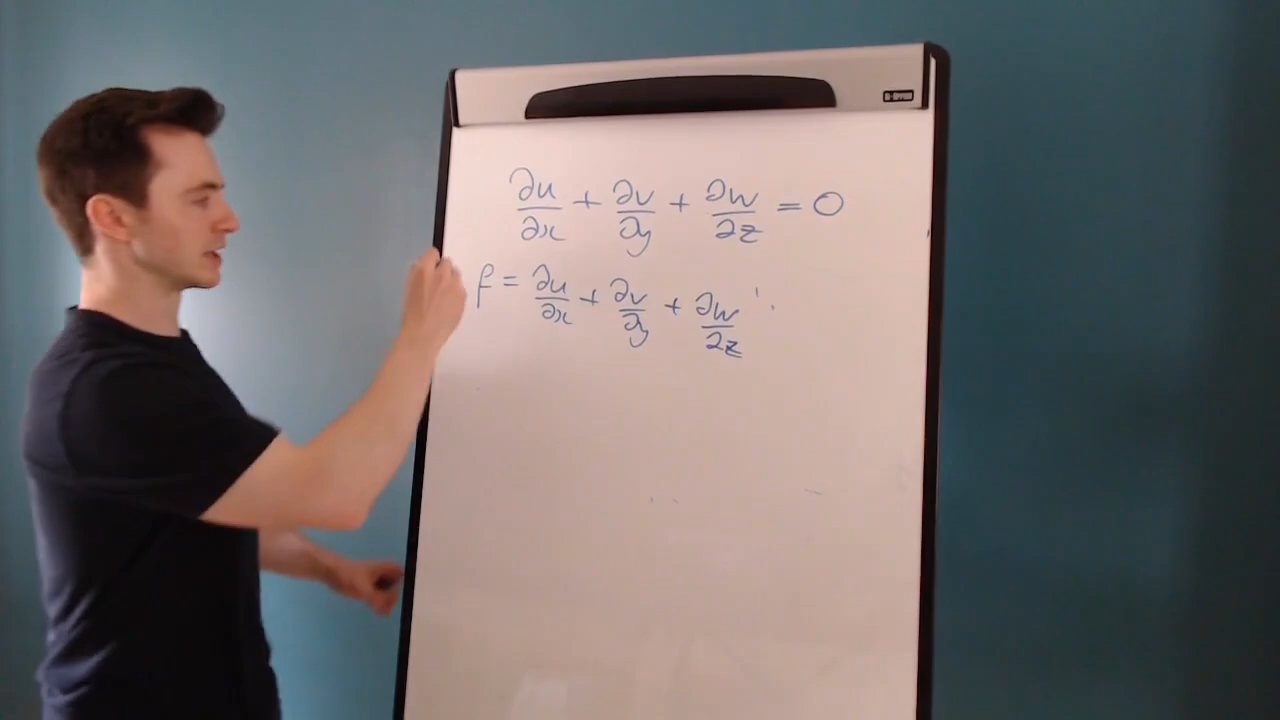 ∂u/∂x + ∂v/∂y + ∂w/∂z = 0
f = ∂u/∂x + ∂v/∂y + ∂w/∂z